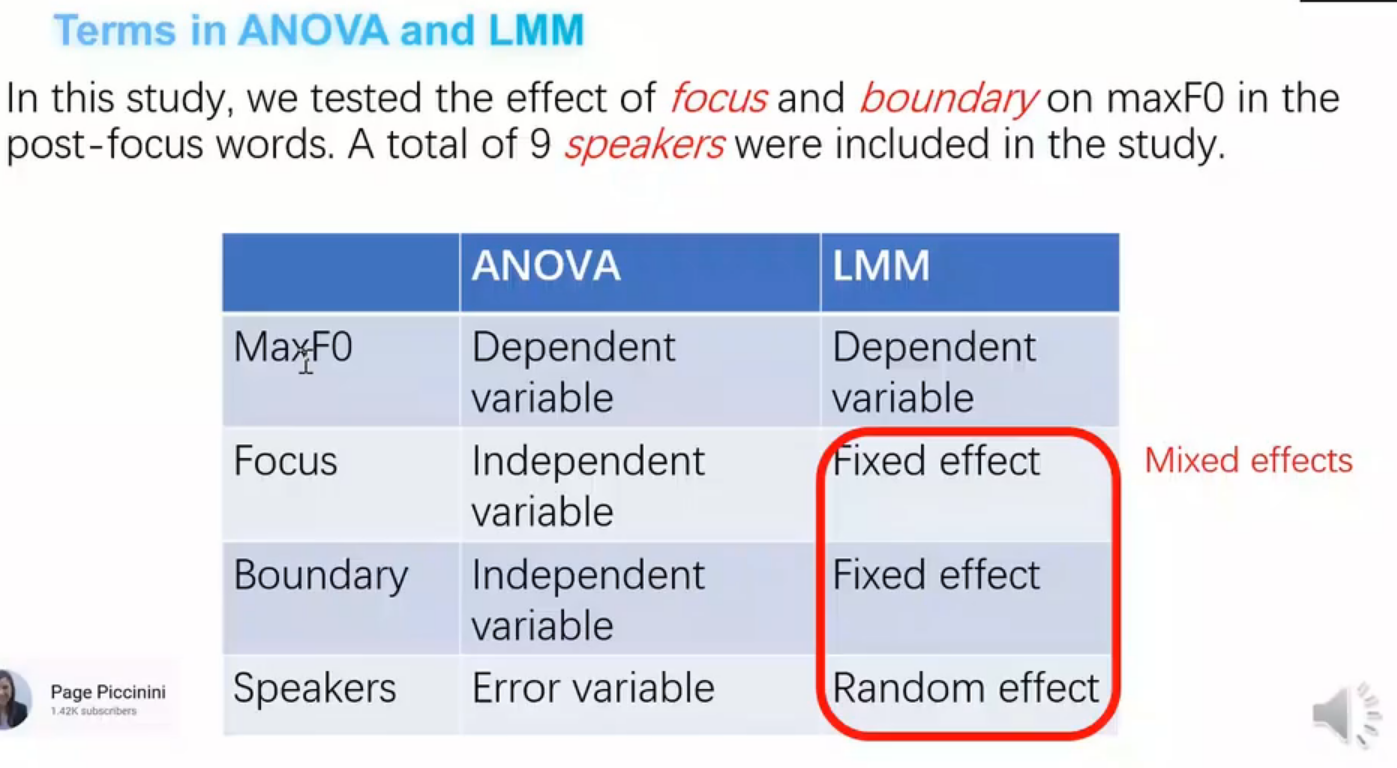 Terms in ANOVA and LMM
In this study, we tested the effect of focus and boundary on maxF0 in the
post-focus words. A total of 9 speakers were included in the study.
ANOVA LMM
MaxF0 Dependent variable Dependent variable
Focus Independent variable Fixed effect
Mixed effects
Boundary Independent variable Fixed effect
Speakers Error variable Random effect
Page Piccinini
1.42K subscribers